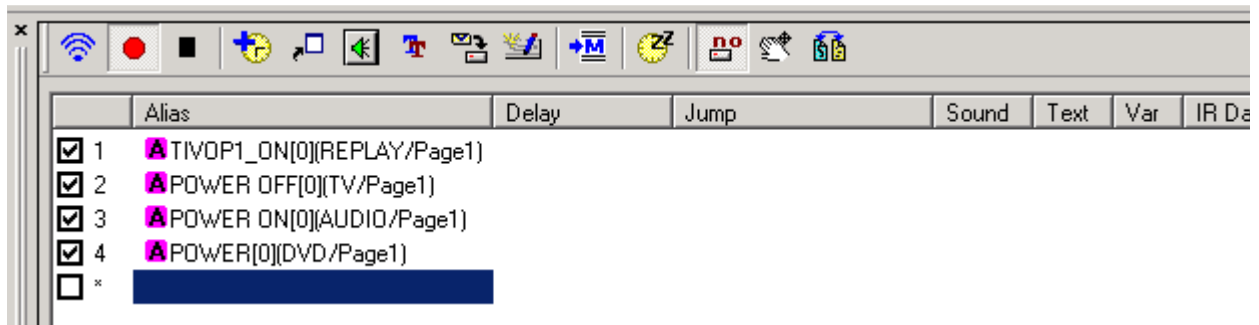 Alias Delay Jump Sound Text Var IR Da
1 A TIVOP1_ON[0](REPLAY/Page1)
2 A POWER OFF[0](TV/Page1)
3 A POWER ON[0](AUDIO/Page1)
4 A POWER[0](DVD/Page1)
*